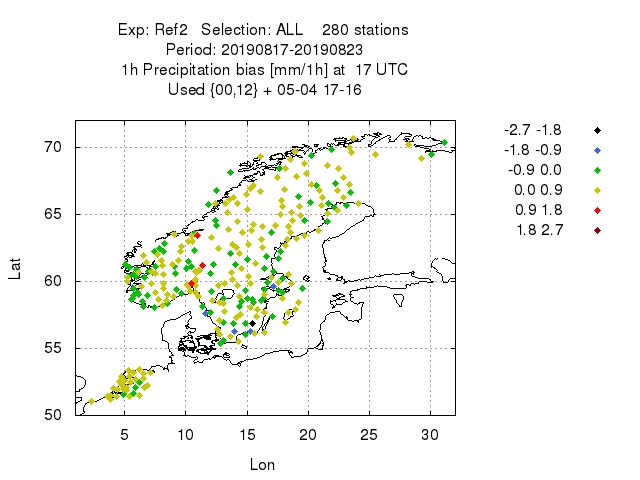 Exp: Ref2 Selection: ALL 280 stations
Period: 20190817-20190823
1h Precipitation bias [mm/1h] at 17 UTC
Used {00,12} + 05-04 17-16
-2.7 -1.8
-1.8 -0.9
-0.9 0.0
0.0 0.9
0.9 1.8
1.8 2.7
Lat
70
65
60
55
50
5 10 15 20 25 30
Lon